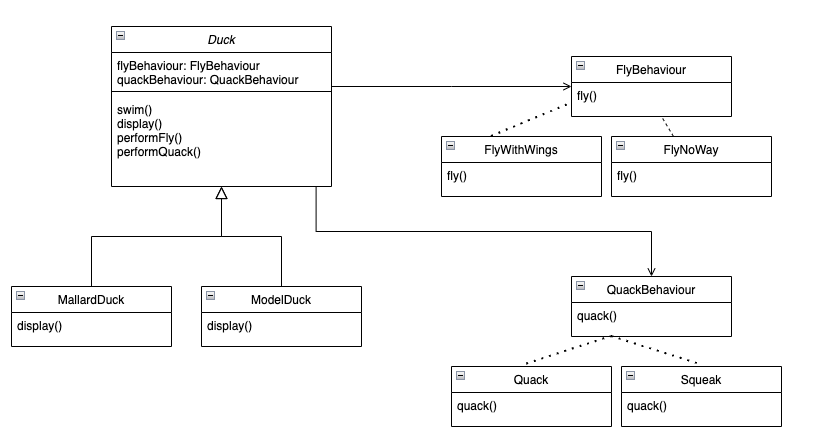 Duck
flyBehaviour: FlyBehaviour
quackBehaviour: QuackBehaviour
swim()
display()
performFly()
performQuack()
FlyBehaviour
fly()
FlyWithWings
fly()
FlyNoWay
fly()
MallardDuck
display()
ModelDuck
display()
QuackBehaviour
quack()
Quack
quack()
Squeak
quack()